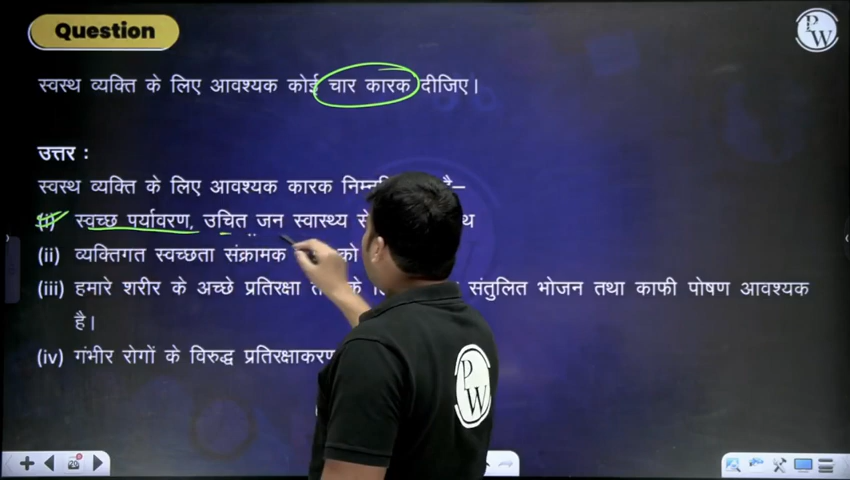 Question
PW
स्वस्थ व्यक्ति के लिए आवश्यक कोई चार कारक दीजिए।
उत्तर :
स्वस्थ व्यक्ति के लिए आवश्यक कारक
(i) स्वच्छ पर्यावरण, उचित जन स्वास्थ्य
(ii) व्यक्तिगत स्वच्छता संक्रामक को
(iii) हमारे शरीर के अच्छे प्रतिरक्षा के संतुलित भोजन तथा काफी पोषण आवश्यक
है।
(iv) गंभीर रोगों के विरुद्ध प्रतिरक्षाकरण
PW